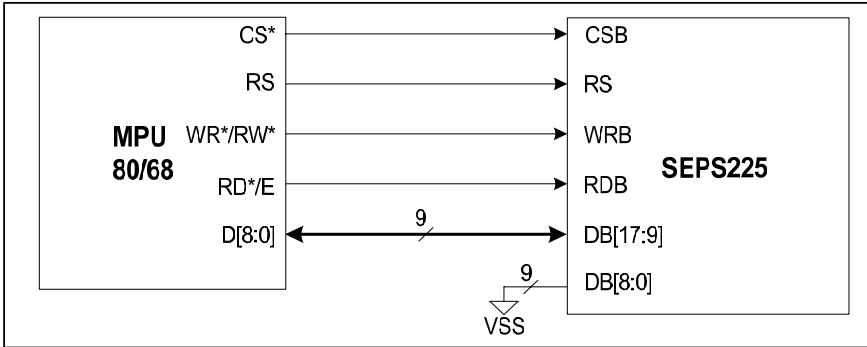 CS* CSB
RS RS
MPU 80/68
WR*/RW* WRB
SEPS225
RD*/E RDB
D[8:0] 9 DB[17:9]
9 DB[8:0]
VSS